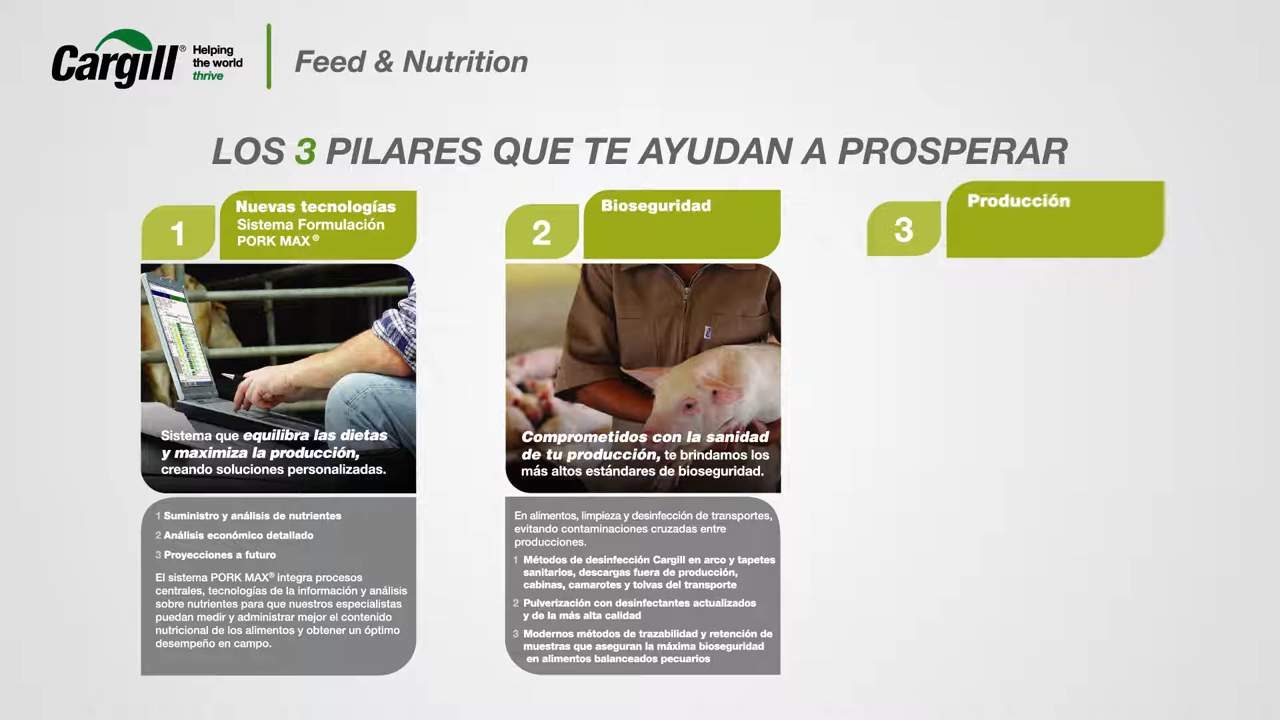 Cargill®
Helping
the world
thrive
Feed & Nutrition
LOS 3 PILARES QUE TE AYUDAN A PROSPERAR
1
Nuevas tecnologías
Sistema Formulación
PORK MAX®
Sistema que equilibra las dietas
y maximiza la producción,
creando soluciones personalizadas.
1 Suministro y análisis de nutrientes
2 Análisis económico detallado
3 Proyecciones a futuro
El sistema PORK MAX® integra procesos
centrales, tecnologías de la información y análisis
sobre nutrientes para que nuestros especialistas
puedan medir y administrar mejor el contenido
nutricional de los alimentos y obtener un óptimo
desempeño en campo.
2
Bioseguridad
Comprometidos con la sanidad
de tu producción, te brindamos los
más altos estándares de bioseguridad.
En alimentos, limpieza y desinfección de transportes,
evitando contaminaciones cruzadas entre
producciones.
1 Métodos de desinfección Cargill en arco y tapetes
sanitarios, descargas fuera de producción,
cabinas, camarotes y tolvas del transporte
2 Pulverización con desinfectantes actualizados
y de la más alta calidad
3 Modernos métodos de trazabilidad y retención de
muestras que aseguran la máxima bioseguridad
en alimentos balanceados pecuarios
3
Producción